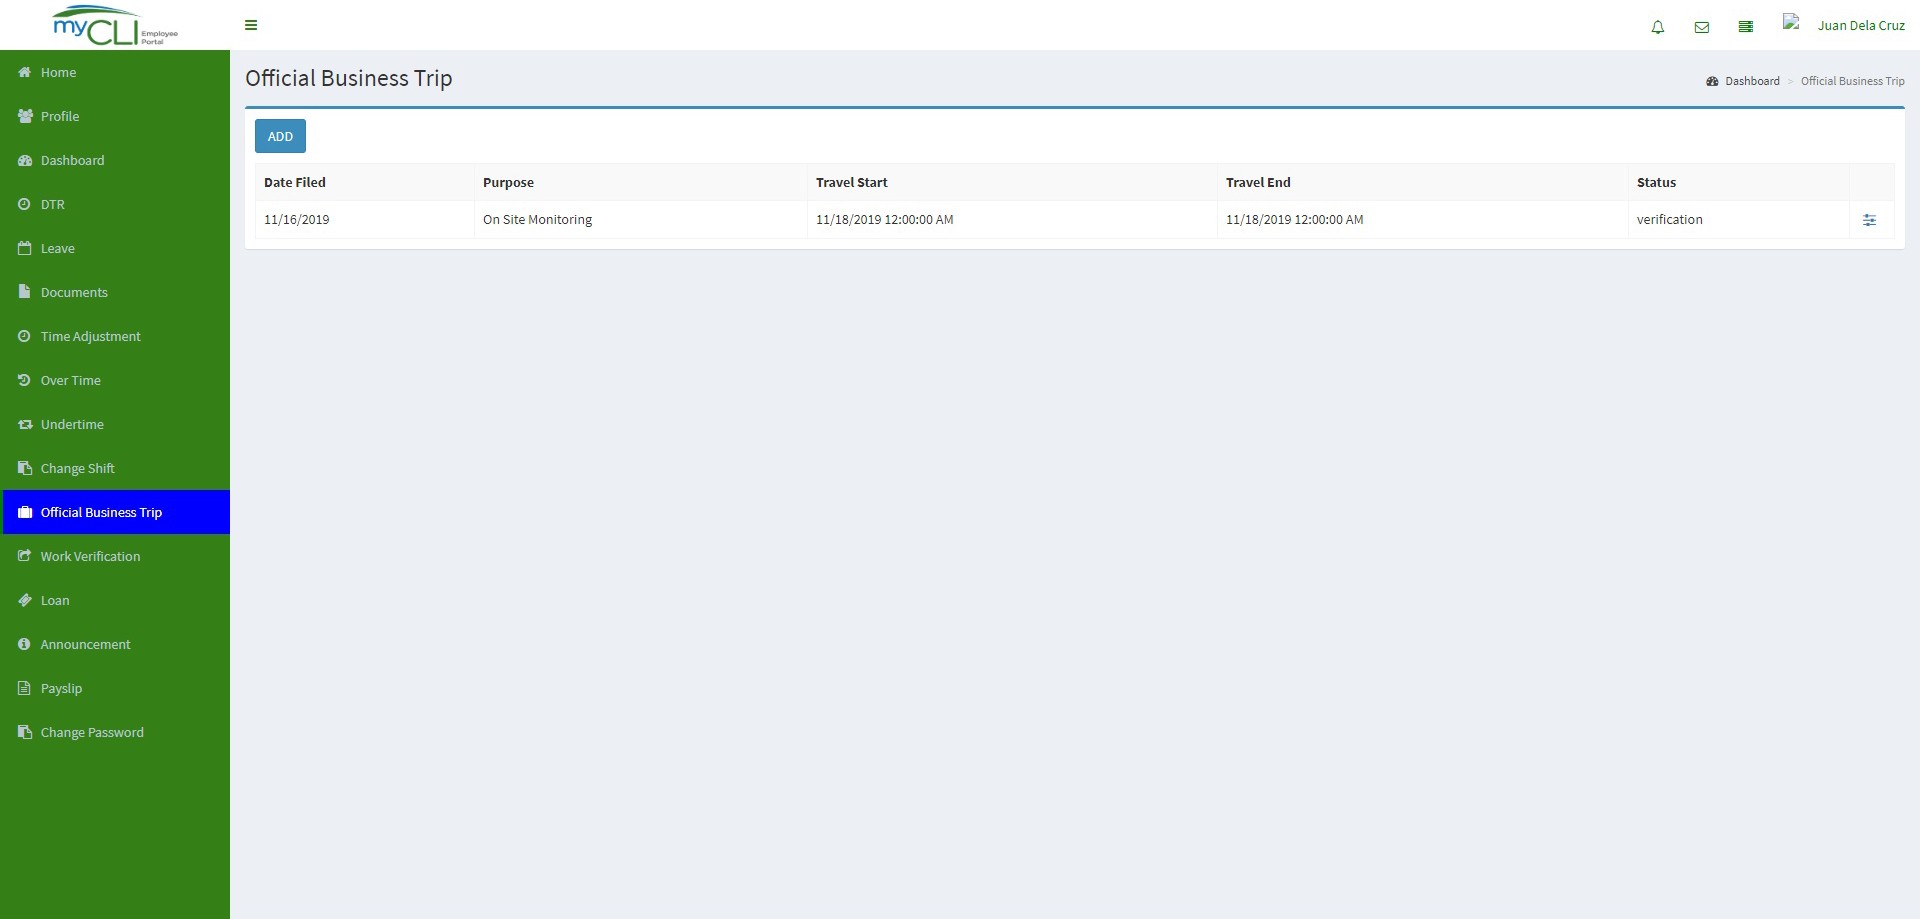 myCLI Employee Portal
Juan Dela Cruz
Home
Profile
Dashboard
DTR
Leave
Documents
Time Adjustment
Over Time
Undertime
Change Shift
Official Business Trip
Work Verification
Loan
Announcement
Payslip
Change Password
Official Business Trip
Dashboard > Official Business Trip
ADD
Date Filed Purpose Travel Start Travel End Status
11/16/2019 On Site Monitoring 11/18/2019 12:00:00 AM 11/18/2019 12:00:00 AM verification